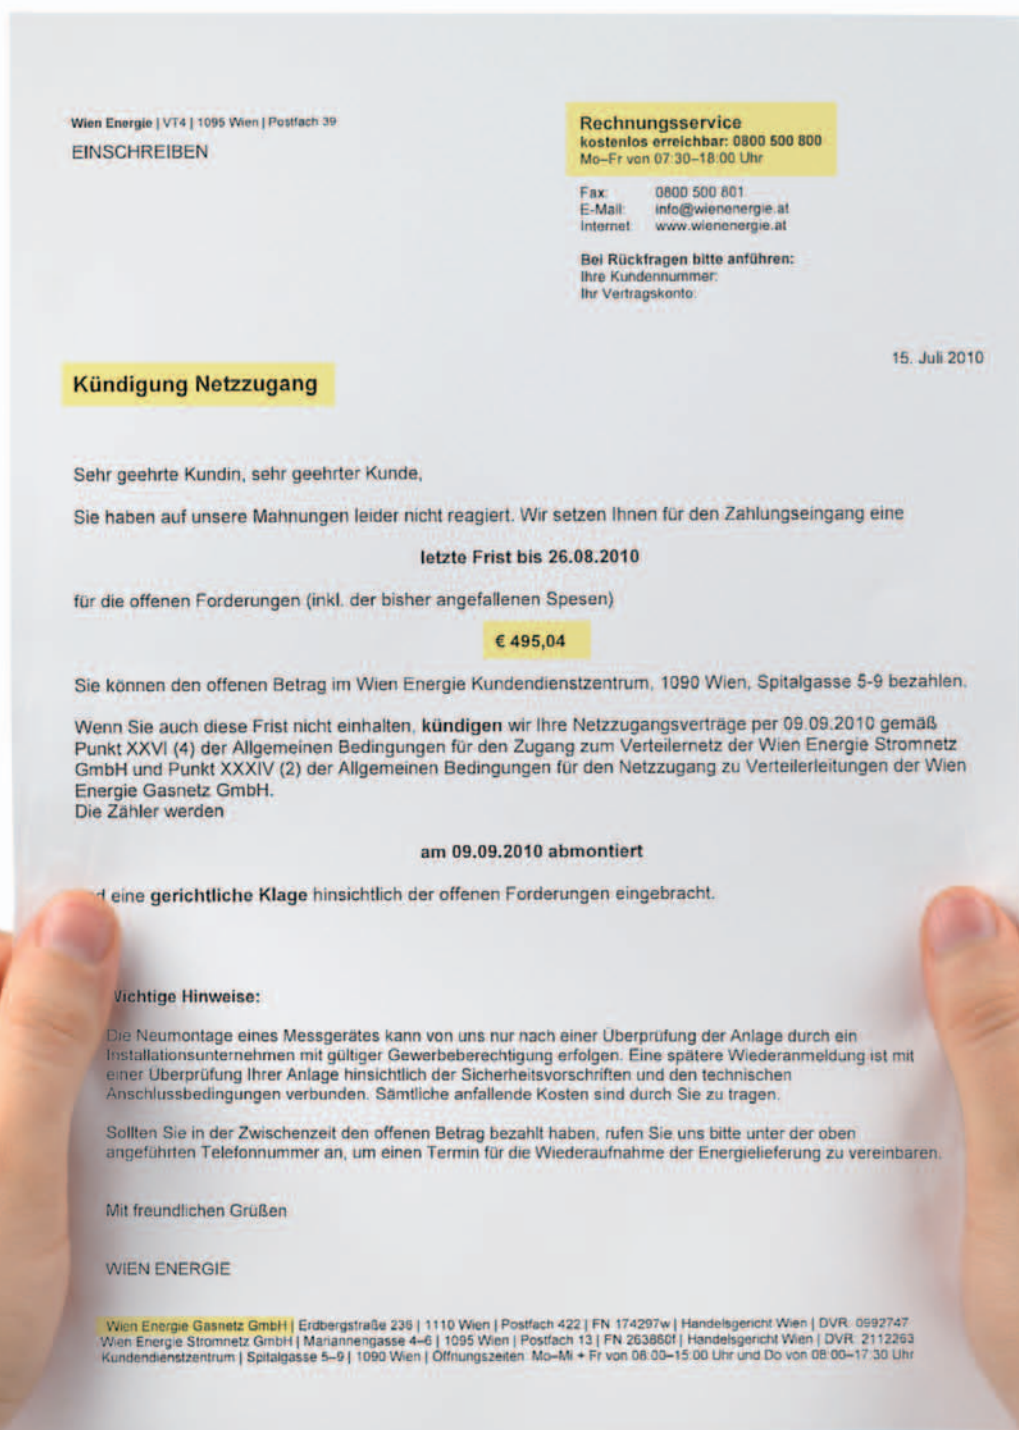 Wien Energie | VT4 | 1095 Wien | Postfach 39
EINSCHREIBEN
Rechnungsservice
kostenlos erreichbar: 0800 500 800
Mo–Fr von 07:30–18:00 Uhr
Fax: 0800 500 801
E-Mail: info@wienenergie.at
Internet: www.wienenergie.at
Bei Rückfragen bitte anführen:
Ihre Kundennummer:
Ihr Vertragskonto:
15. Juli 2010
Kündigung Netzzugang
Sehr geehrte Kundin, sehr geehrter Kunde,
Sie haben auf unsere Mahnungen leider nicht reagiert. Wir setzen Ihnen für den Zahlungseingang eine
letzte Frist bis 26.08.2010
für die offenen Forderungen (inkl. der bisher angefallenen Spesen)
€ 495,04
Sie können den offenen Betrag im Wien Energie Kundendienstzentrum, 1090 Wien, Spitalgasse 5-9 bezahlen.
Wenn Sie auch diese Frist nicht einhalten, kündigen wir Ihre Netzzugangsverträge per 09.09.2010 gemäß
Punkt XXVI (4) der Allgemeinen Bedingungen für den Zugang zum Verteilernetz der Wien Energie Stromnetz
GmbH und Punkt XXXIV (2) der Allgemeinen Bedingungen für den Netzzugang zu Verteilerleitungen der Wien
Energie Gasnetz GmbH.
Die Zähler werden
am 09.09.2010 abmontiert
eine gerichtliche Klage hinsichtlich der offenen Forderungen eingebracht.
Wichtige Hinweise:
Die Neumontage eines Messgerätes kann von uns nur nach einer Überprüfung der Anlage durch ein
Installationsunternehmen mit gültiger Gewerbeberechtigung erfolgen. Eine spätere Wiederanmeldung ist mit
einer Überprüfung Ihrer Anlage hinsichtlich der Sicherheitsvorschriften und den technischen
Anschlussbedingungen verbunden. Sämtliche anfallende Kosten sind durch Sie zu tragen.
Sollten Sie in der Zwischenzeit den offenen Betrag bezahlt haben, rufen Sie uns bitte unter der oben
angeführten Telefonnummer an, um einen Termin für die Wiederaufnahme der Energielieferung zu vereinbaren.
Mit freundlichen Grüßen
WIEN ENERGIE
Wien Energie Gasnetz GmbH | Erdbergstraße 236 | 1110 Wien | Postfach 422 | FN 174297w | Handelsgericht Wien | DVR: 0992747
Wien Energie Stromnetz GmbH | Mariannengasse 4–6 | 1095 Wien | Postfach 13 | FN 263860f | Handelsgericht Wien | DVR: 2112263
Kundendienstzentrum | Spitalgasse 5–9 | 1090 Wien | Öffnungszeiten: Mo–Mi + Fr von 08:00–15:00 Uhr und Do von 08:00–17:30 Uhr